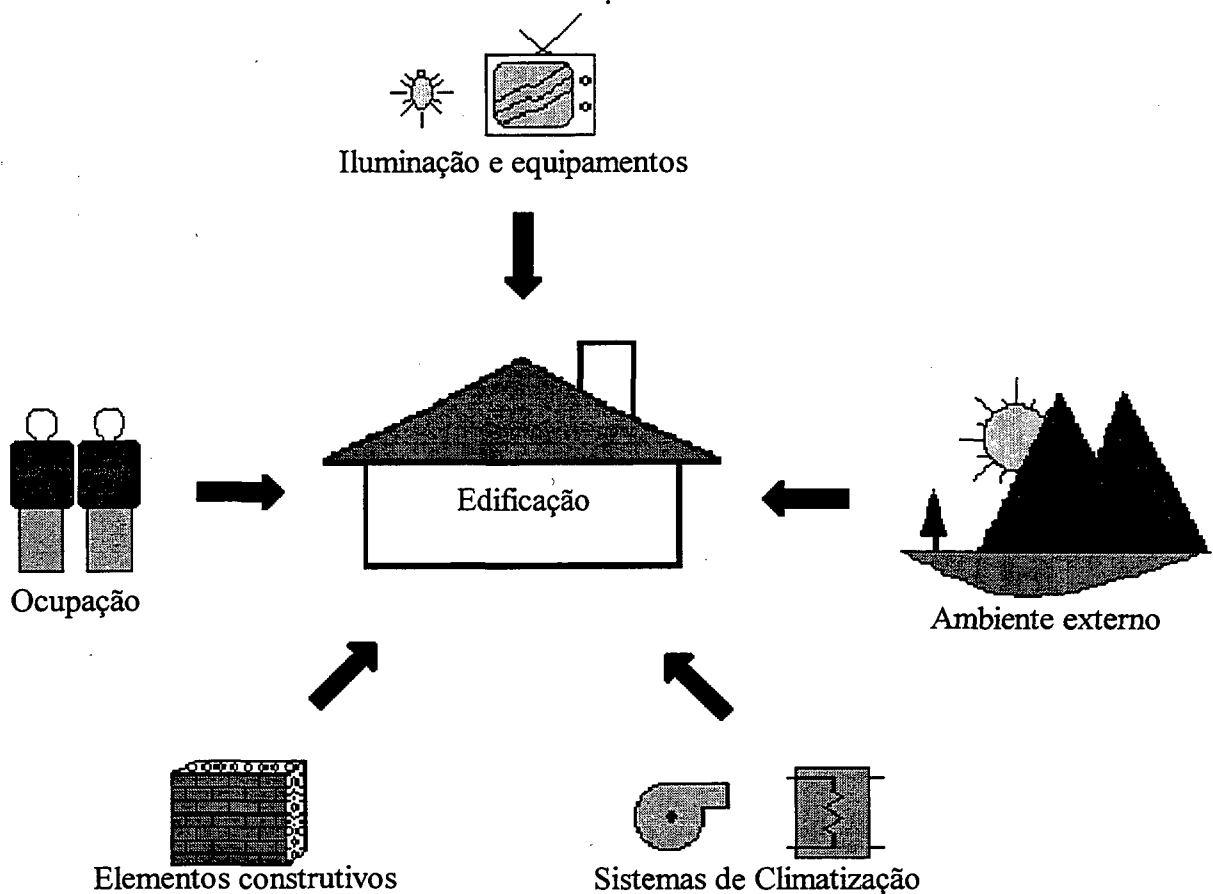 Iluminação e equipamentos
Edificação
Ocupação
Ambiente externo
Elementos construtivos
Sistemas de Climatização